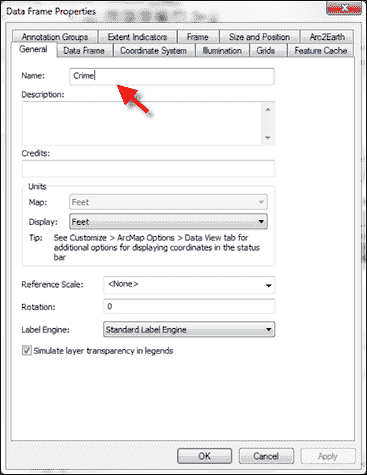 Data Frame Properties
Annotation Groups Extent Indicators Frame Size and Position Arc2Earth
General Data Frame Coordinate System Illumination Grids Feature Cache
Name: Crime
Description:
Credits:
Units
Map: Feet
Display: Feet
Tip: See Customize > ArcMap Options > Data View tab for
additional options for displaying coordinates in the status
bar
Reference Scale: <None>
Rotation: 0
Label Engine: Standard Label Engine
Simulate layer transparency in legends
OK Cancel Apply